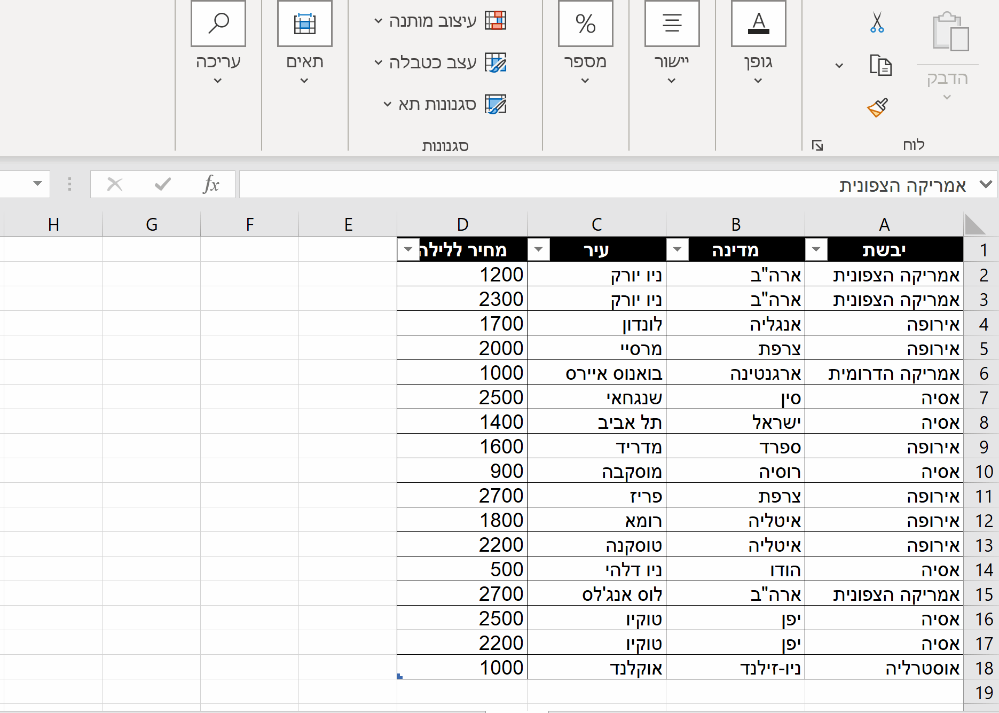 הדבק
לוח
גופן
יישור
מספר
עיצוב מותנה
עצב כטבלה
סגנונות תא
סגנונות
תאים
עריכה
אמריקה הצפונית
fx
A B C D E F G H
1 יבשת מדינה עיר מחיר ללילה
2 אמריקה הצפונית ארה"ב ניו יורק 1200
3 אמריקה הצפונית ארה"ב ניו יורק 2300
4 אירופה אנגליה לונדון 1700
5 אירופה צרפת מרסיי 2000
6 אמריקה הדרומית ארגנטינה בואנוס איירס 1000
7 אסיה סין שנגחאי 2500
8 אסיה ישראל תל אביב 1400
9 אירופה ספרד מדריד 1600
10 אסיה רוסיה מוסקבה 900
11 אירופה צרפת פריז 2700
12 אירופה איטליה רומא 1800
13 אירופה איטליה טוסקנה 2200
14 אסיה הודו ניו דלהי 500
15 אמריקה הצפונית ארה"ב לוס אנג'לס 2700
16 אסיה יפן טוקיו 2500
17 אסיה יפן טוקיו 2200
18 אוסטרליה ניו-זילנד אוקלנד 1000
19